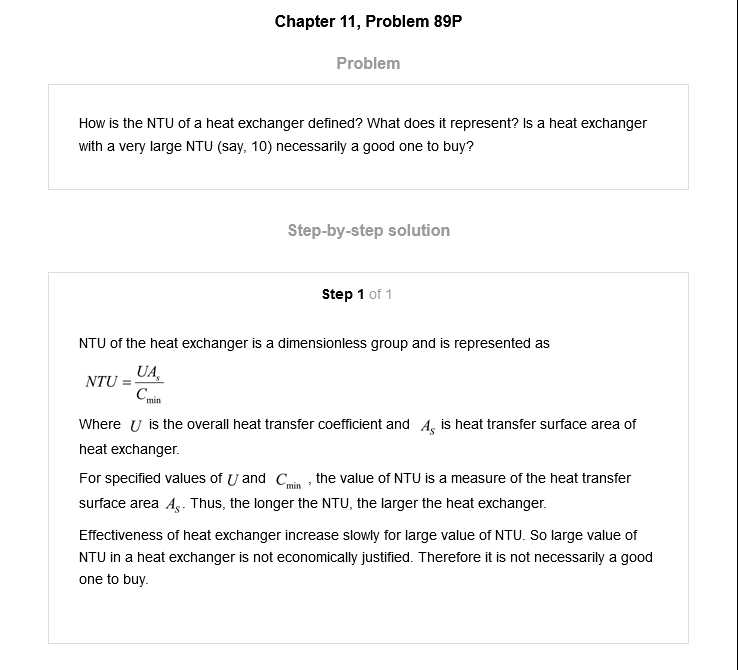 Chapter 11, Problem 89P
Problem
How is the NTU of a heat exchanger defined? What does it represent? Is a heat exchanger
with a very large NTU (say, 10) necessarily a good one to buy?
Step-by-step solution
Step 1 of 1
NTU of the heat exchanger is a dimensionless group and is represented as
NTU = UA_s / C_min
Where U is the overall heat transfer coefficient and A_S is heat transfer surface area of
heat exchanger.
For specified values of U and C_min , the value of NTU is a measure of the heat transfer
surface area A_S. Thus, the longer the NTU, the larger the heat exchanger.
Effectiveness of heat exchanger increase slowly for large value of NTU. So large value of
NTU in a heat exchanger is not economically justified. Therefore it is not necessarily a good
one to buy.